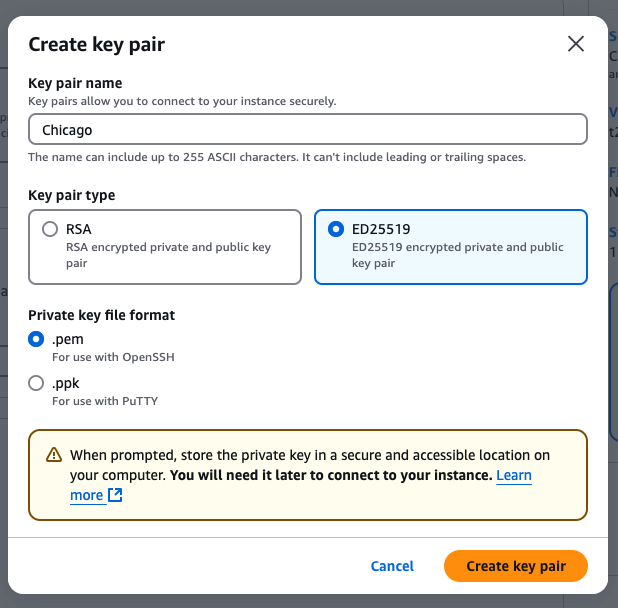 Create key pair
Key pair name
Key pairs allow you to connect to your instance securely.
Chicago
The name can include up to 255 ASCII characters. It can't include leading or trailing spaces.
Key pair type
RSA
RSA encrypted private and public key
pair
ED25519
ED25519 encrypted private and public
key pair
Private key file format
.pem
For use with OpenSSH
.ppk
For use with PuTTY
When prompted, store the private key in a secure and accessible location on
your computer. You will need it later to connect to your instance. Learn
more
Cancel
Create key pair